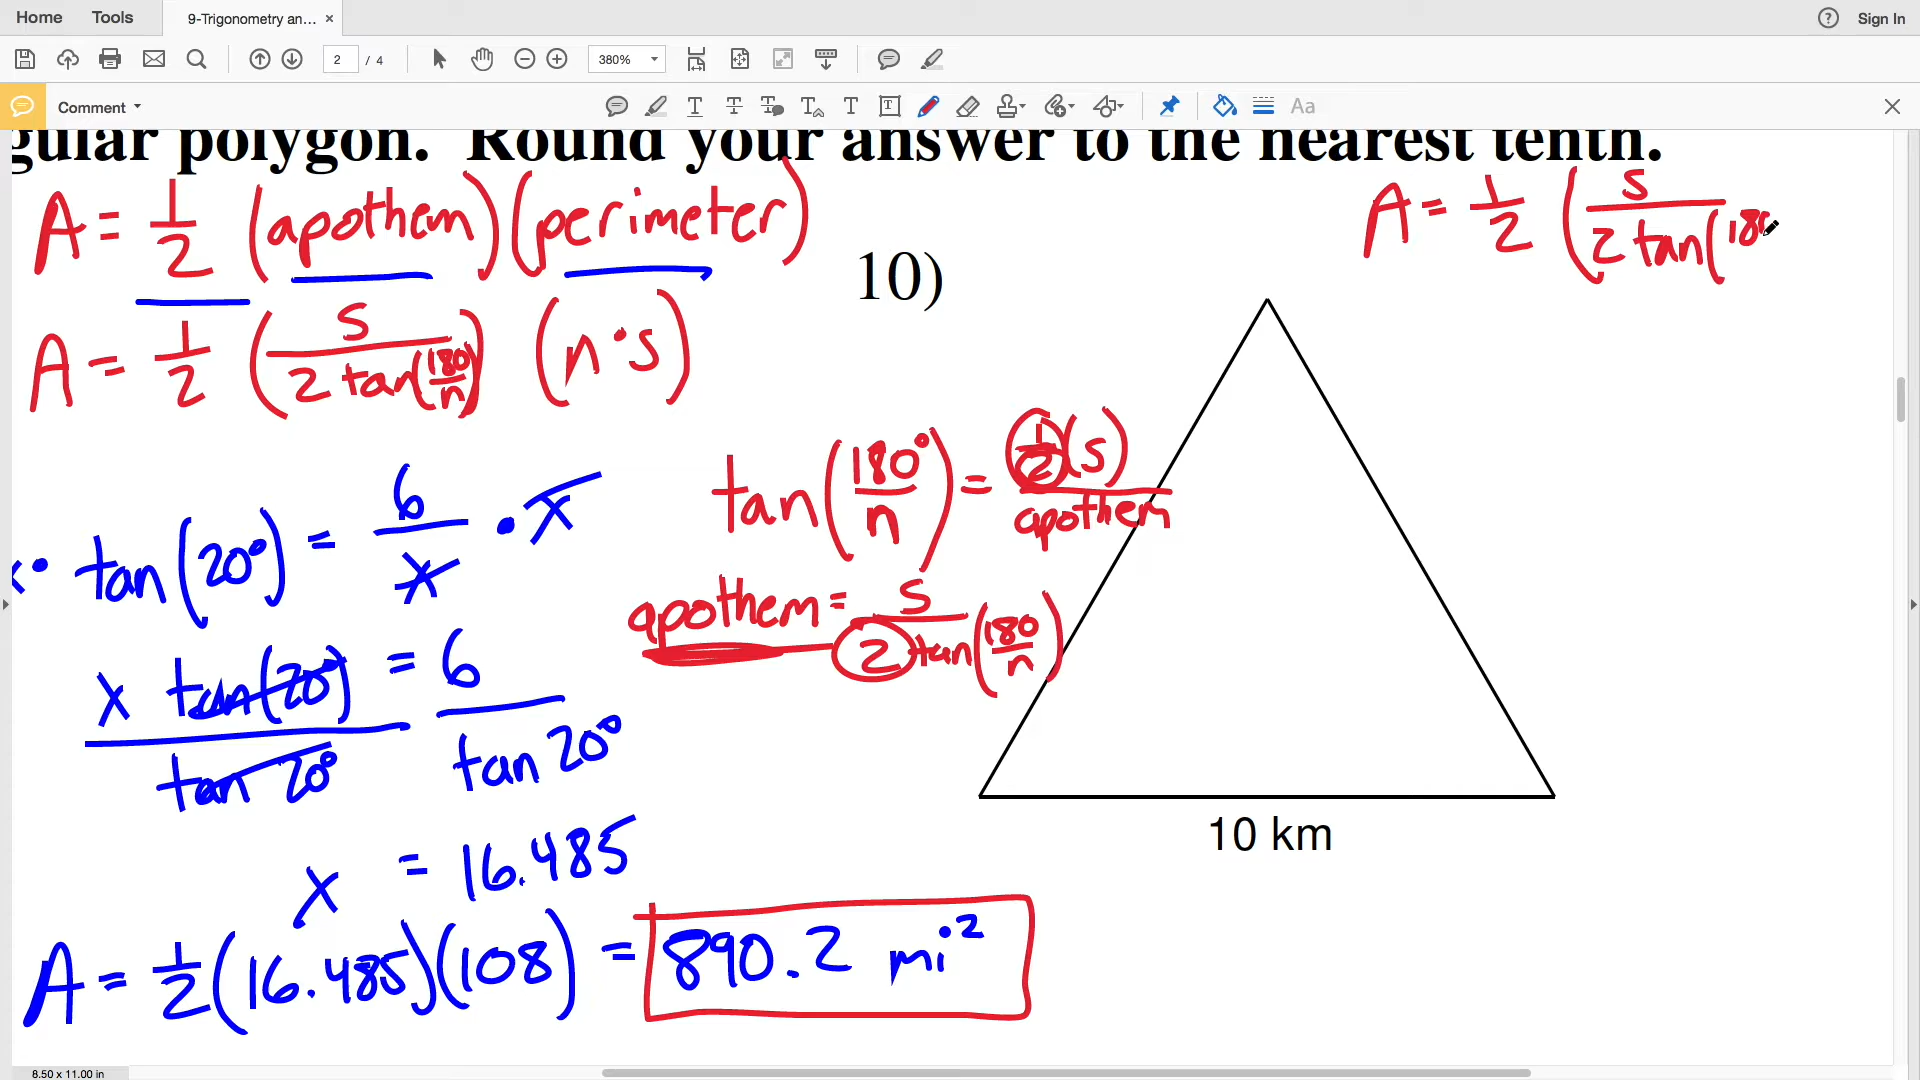 Home Tools 9-Trigonometry an... × Sign In
2 / 4 380%
Comment Aa
gular polygon. Round your answer to the nearest tenth.
A = 1/2 (apothem)(perimeter)
A = 1/2 (s / 2 tan(180/n)) (n·s)
10)
A = 1/2 (s / 2 tan(18
tan(180°/n) = 1/2 (s) / apothem
apothem = s / 2 tan(180/n)
x· tan(20°) = 6/x · x
x tan(20°) / tan 20° = 6 / tan 20°
x = 16.485
A = 1/2 (16.485)(108) = 890.2 mi²
10 km
8.50 x 11.00 in